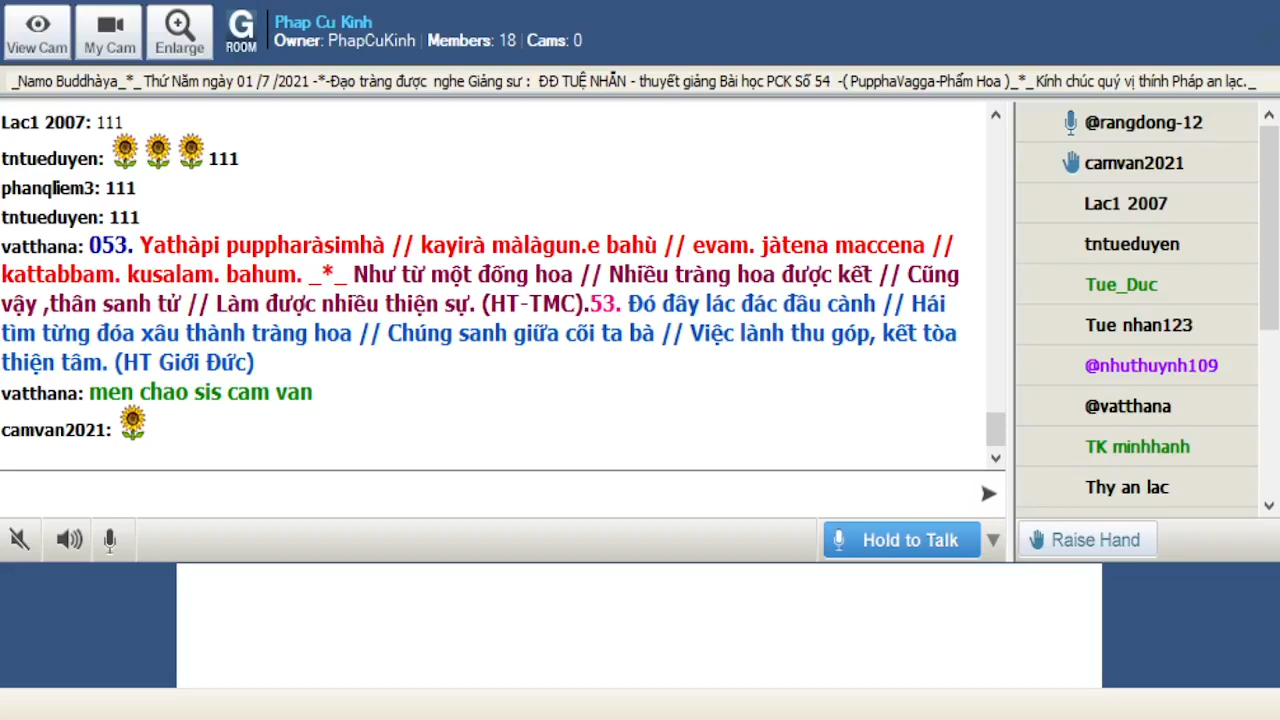 View Cam
My Cam
Enlarge
G
ROOM
Phap Cu Kinh
Owner: PhapCuKinh | Members: 18 | Cams: 0
_Namo Buddhàya_*_ Thứ Năm ngày 01 /7 /2021 -*-Đạo tràng được nghe Giảng sư : ĐĐ TUỆ NHẪN - thuyết giảng Bài học PCK Số 54 -( PupphaVagga-Phẩm Hoa )_*_ Kính chúc quý vị thính Pháp an lạc._
Lac1 2007: 111
tntueduyen: 111
phanqliem3: 111
tntueduyen: 111
vatthana: 053. Yathàpi puppharàsimhà // kayirà màlàgun.e bahù // evam. jàtena maccena //
kattabbam. kusalam. bahum. _*_ Như từ một đống hoa // Nhiều tràng hoa được kết // Cũng
vậy ,thân sanh tử // Làm được nhiều thiện sự. (HT-TMC).53. Đó đây lác đác đầu cành // Hái
tìm từng đóa xâu thành tràng hoa // Chúng sanh giữa cõi ta bà // Việc lành thu góp, kết tòa
thiện tâm. (HT Giới Đức)
vatthana: men chao sis cam van
camvan2021:
@rangdong-12
camvan2021
Lac1 2007
tntueduyen
Tue_Duc
Tue nhan123
@nhuthuynh109
@vatthana
TK minhhanh
Thy an lac
Hold to Talk
Raise Hand